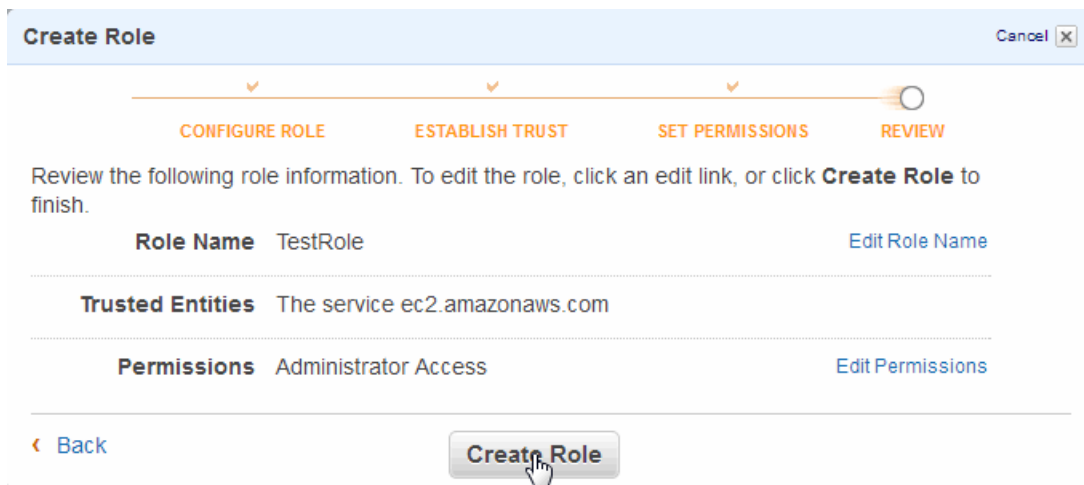 Create Role
Cancel
CONFIGURE ROLE ESTABLISH TRUST SET PERMISSIONS REVIEW
Review the following role information. To edit the role, click an edit link, or click Create Role to
finish.
Role Name TestRole Edit Role Name
Trusted Entities The service ec2.amazonaws.com
Permissions Administrator Access Edit Permissions
Back
Create Role